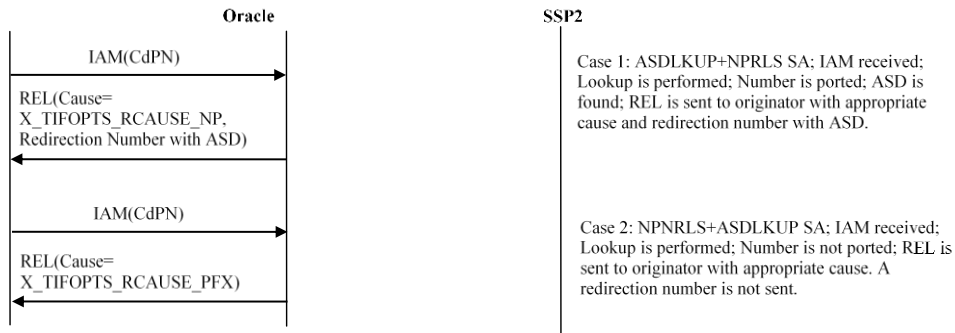 Oracle
SSP2
IAM(CdPN)
REL(Cause=
X_TIFOPTS_RCAUSE_NP,
Redirection Number with ASD)
Case 1: ASDLKUP+NPRLS SA; IAM received;
Lookup is performed; Number is ported; ASD is
found; REL is sent to originator with appropriate
cause and redirection number with ASD.
IAM(CdPN)
REL(Cause=
X_TIFOPTS_RCAUSE_PFX)
Case 2: NPNRLS+ASDLKUP SA; IAM received;
Lookup is performed; Number is not ported; REL is
sent to originator with appropriate cause. A
redirection number is not sent.